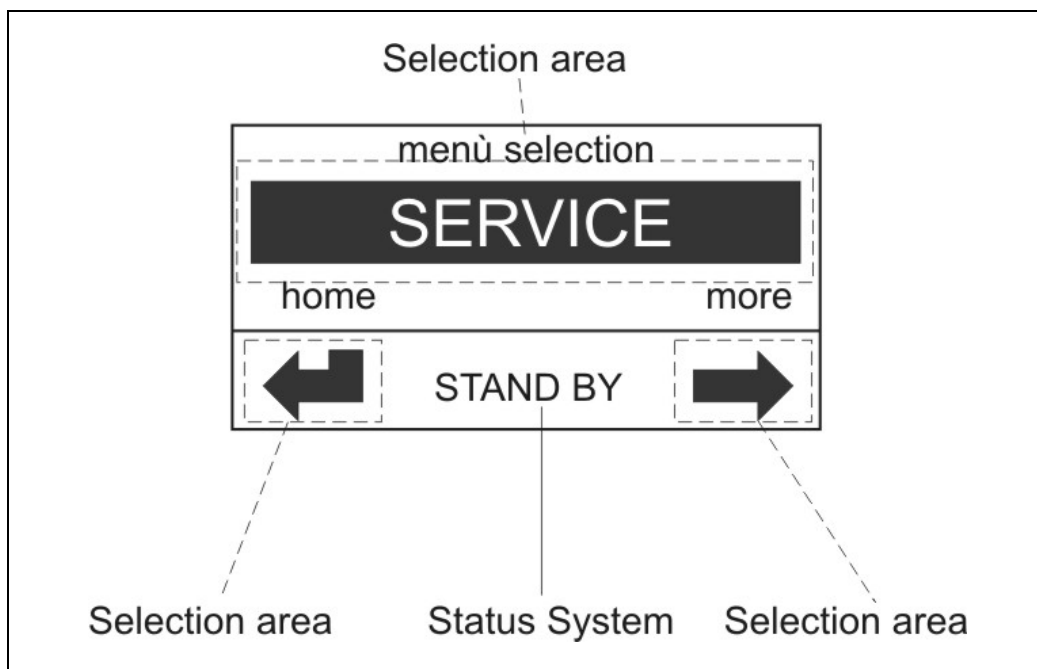 Selection area
menù selection
SERVICE
home more
STAND BY
Selection area Status System Selection area